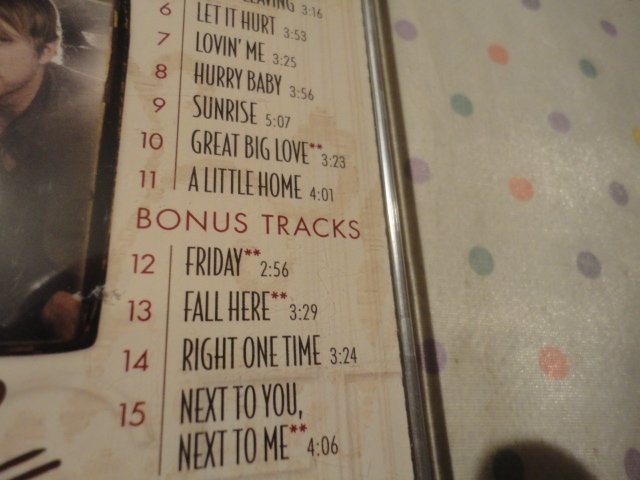 3:16
6 LET IT HURT 3:53
7 LOVIN' ME 3:25
8 HURRY BABY 3:56
9 SUNRISE 5:07
10 GREAT BIG LOVE** 3:23
11 A LITTLE HOME 4:01
BONUS TRACKS
12 FRIDAY** 2:56
13 FALL HERE** 3:29
14 RIGHT ONE TIME 3:24
15 NEXT TO YOU,
NEXT TO ME** 4:06